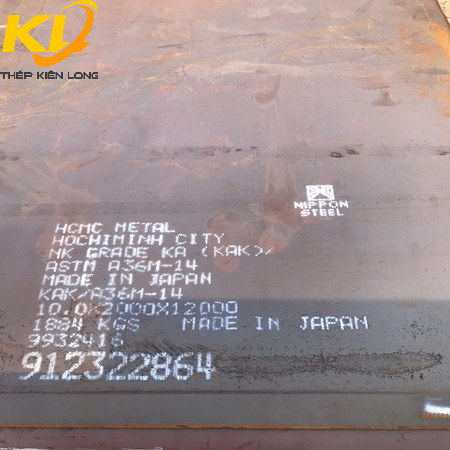 KL
THÉP KIÊN LONG
NIPPON
STEEL
HCMC METAL
HOCHIMINH CITY
NK GRADE KA (KAK)/
ASTM A36M-14
MADE IN JAPAN
KAK/A36M-14
10.0X2000X12000
1884 KGS MADE IN JAPAN
9932416
912322864